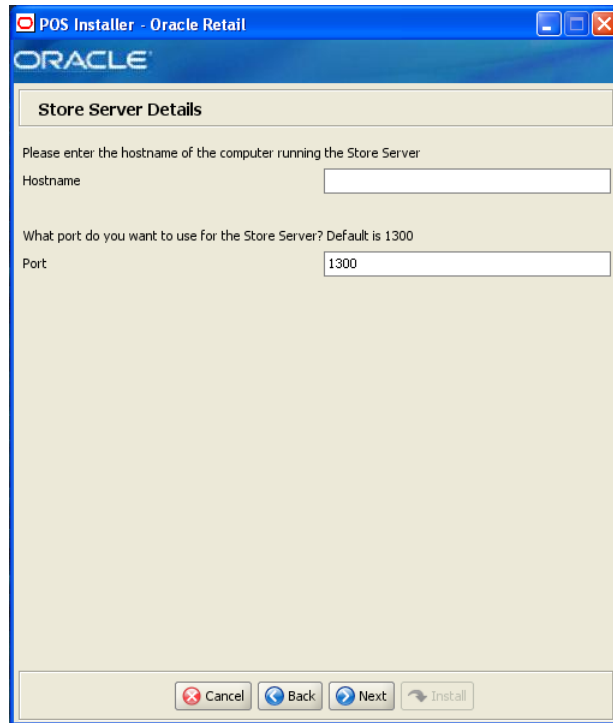 POS Installer - Oracle Retail
ORACLE
Store Server Details
Please enter the hostname of the computer running the Store Server
Hostname
What port do you want to use for the Store Server? Default is 1300
Port 1300
Cancel Back Next Install